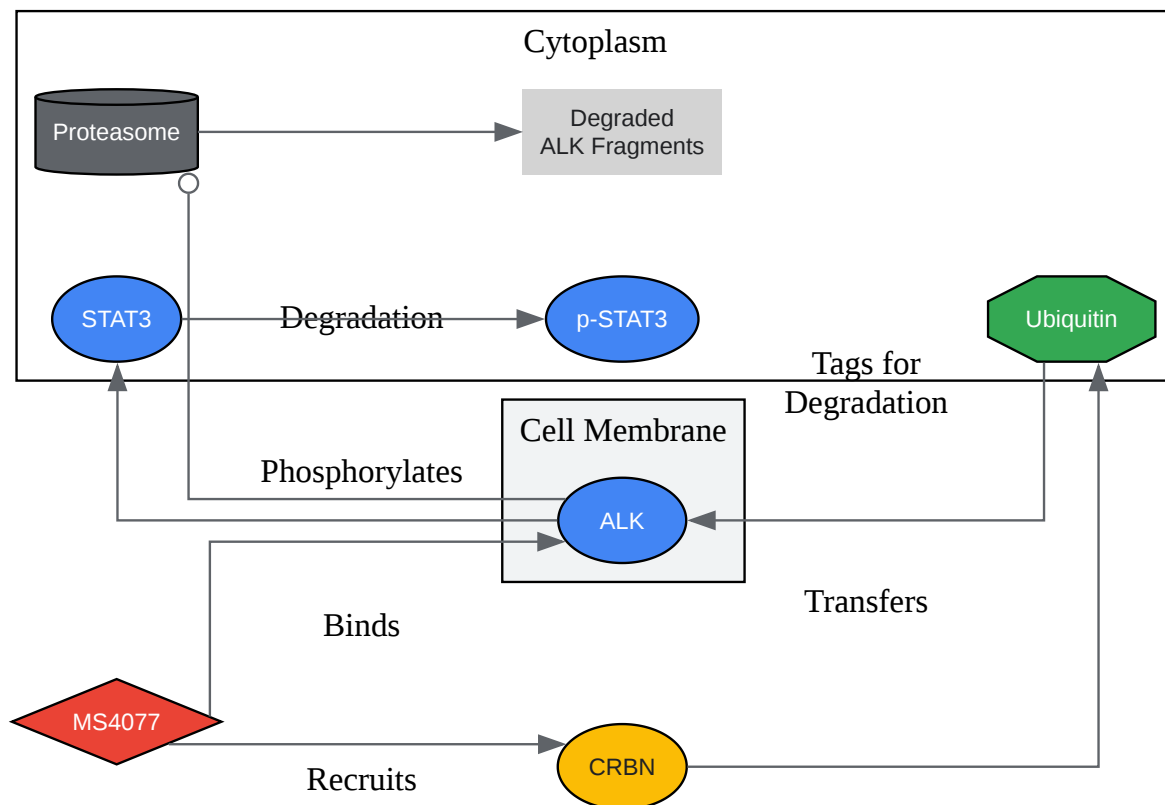 Cytoplasm
Proteasome
Degraded
ALK Fragments
STAT3
Degradation
p-STAT3
Ubiquitin
Tags for
Degradation
Cell Membrane
Phosphorylates
ALK
Transfers
Binds
MS4077
CRBN
Recruits